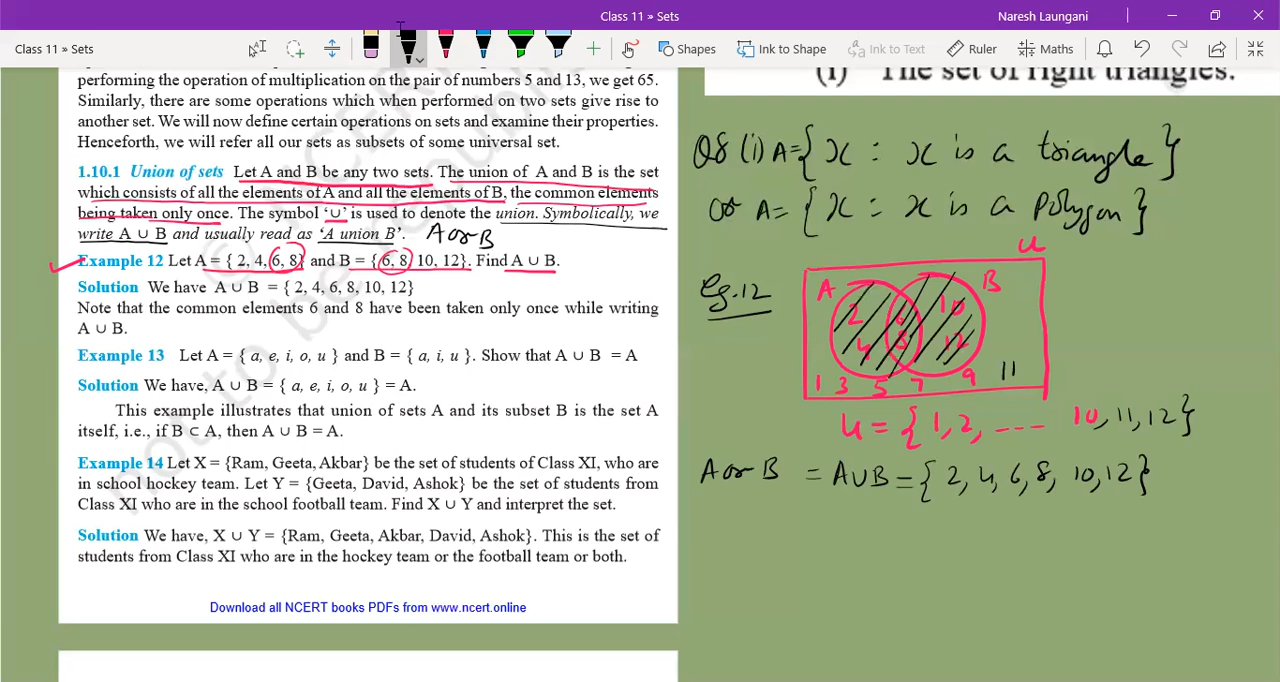 Class 11 » Sets
Naresh Laungani
Class 11 » Sets
Shapes
Ink to Shape
Ink to Text
Ruler
Maths
performing the operation of multiplication on the pair of numbers 5 and 13, we get 65.
Similarly, there are some operations which when performed on two sets give rise to
another set. We will now define certain operations on sets and examine their properties.
Henceforth, we will refer all our sets as subsets of some universal set.
1.10.1 Union of sets Let A and B be any two sets. The union of A and B is the set
which consists of all the elements of A and all the elements of B, the common elements
being taken only once. The symbol ‘∪’ is used to denote the union. Symbolically, we
write A ∪ B and usually read as ‘A union B’. A or B
Example 12 Let A = { 2, 4, 6, 8} and B = { 6, 8, 10, 12}. Find A ∪ B.
Solution We have A ∪ B = { 2, 4, 6, 8, 10, 12}
Note that the common elements 6 and 8 have been taken only once while writing
A ∪ B.
Example 13 Let A = { a, e, i, o, u } and B = { a, i, u }. Show that A ∪ B = A
Solution We have, A ∪ B = { a, e, i, o, u } = A.
This example illustrates that union of sets A and its subset B is the set A
itself, i.e., if B ⊂ A, then A ∪ B = A.
Example 14 Let X = {Ram, Geeta, Akbar} be the set of students of Class XI, who are
in school hockey team. Let Y = {Geeta, David, Ashok} be the set of students from
Class XI who are in the school football team. Find X ∪ Y and interpret the set.
Solution We have, X ∪ Y = {Ram, Geeta, Akbar, David, Ashok}. This is the set of
students from Class XI who are in the hockey team or the football team or both.
Download all NCERT books PDFs from www.ncert.online
(i) The set of right triangles.
Q8 (i) A={ x : x is a triangle}
or A= { x : x is a Polygon}
U
Eg.12
A B
2 6 10
4 8 12
1 3 5 7 9 11
U = {1, 2, --- 10, 11, 12}
A or B = A∪B = { 2, 4, 6, 8, 10, 12}